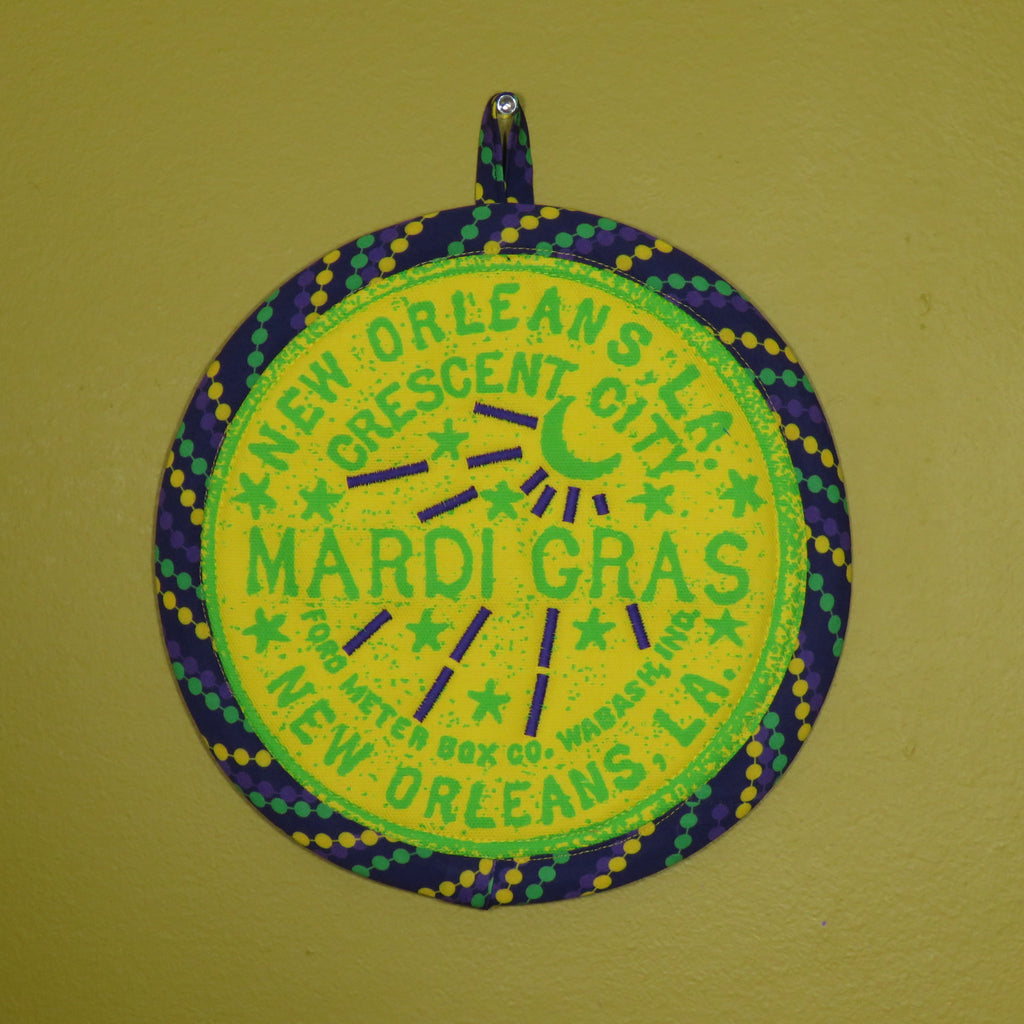 NEW ORLEANS, LA.
CRESCENT CITY
MARDI GRAS
FORD METER BOX CO. WABASH, IND.
NEW ORLEANS, LA.